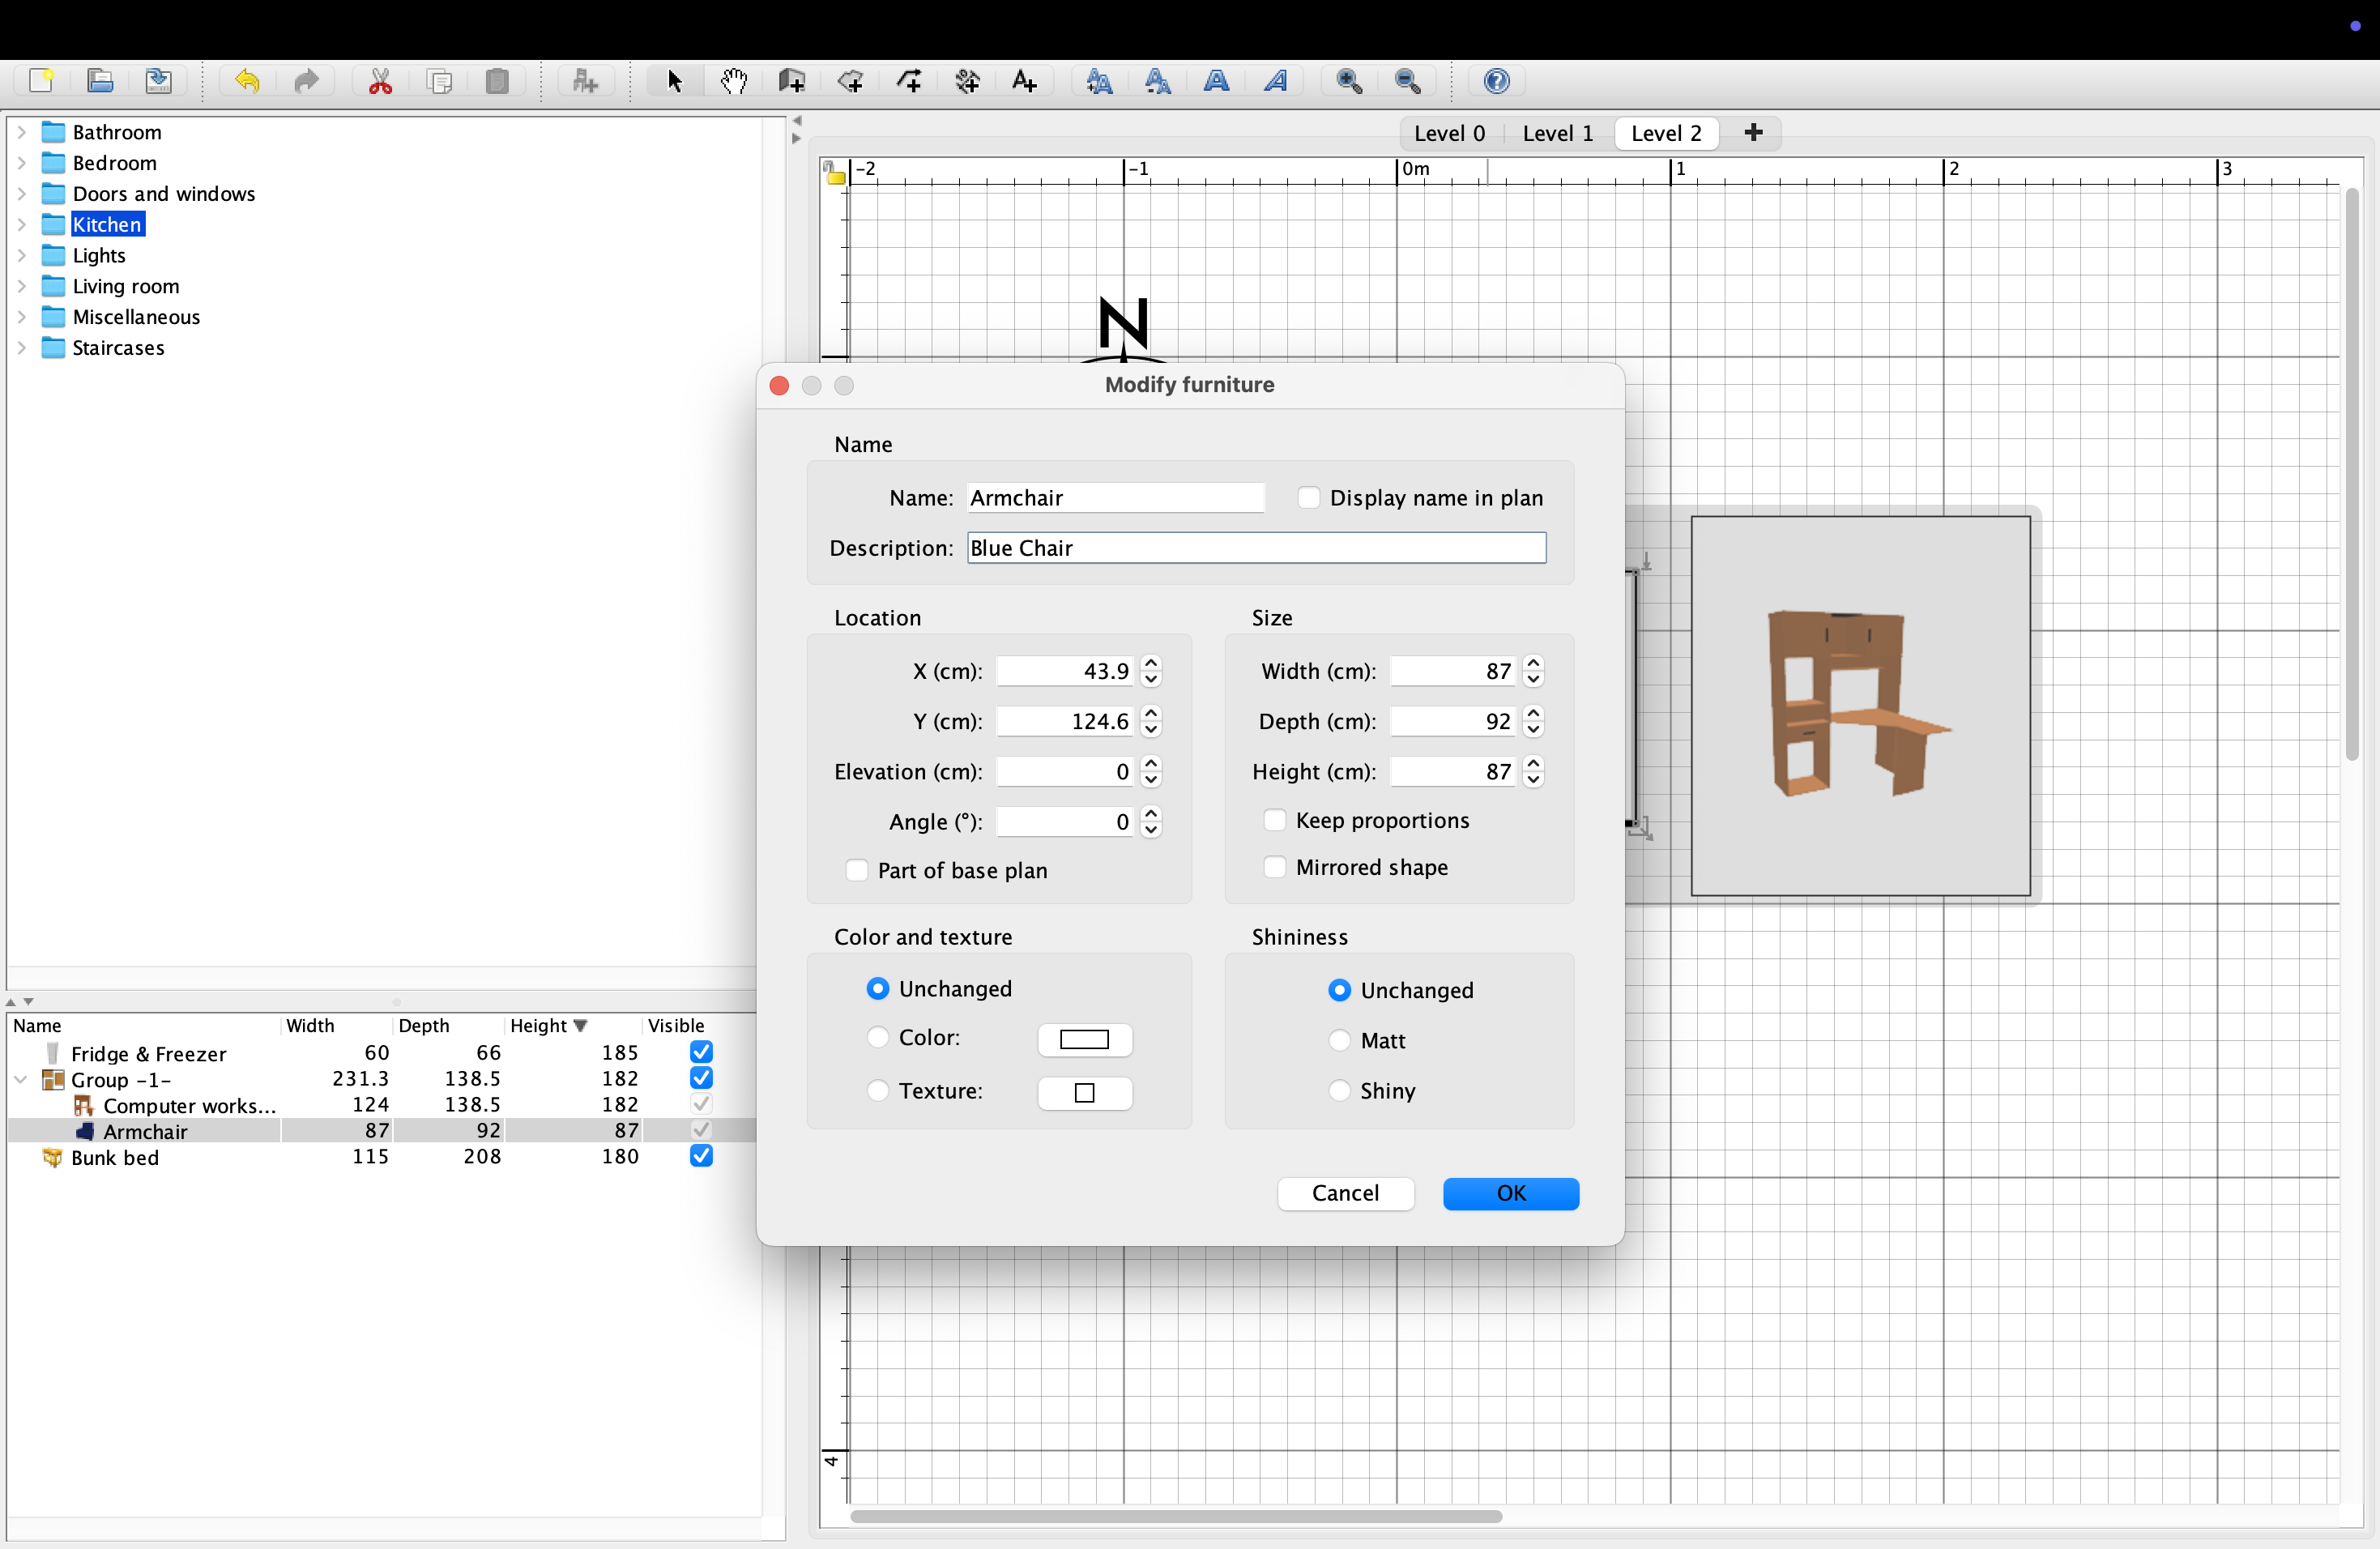 Bathroom
Bedroom
Doors and windows
Kitchen
Lights
Living room
Miscellaneous
Staircases
Name Width Depth Height Visible
Fridge & Freezer 60 66 185
Group -1- 231.3 138.5 182
Computer works... 124 138.5 182
Armchair 87 92 87
Bunk bed 115 208 180
Level 0 Level 1 Level 2 +
-2 -1 0m 1 2 3
N
4
Modify furniture
Name
Name: Armchair Display name in plan
Description: Blue Chair
Location Size
X (cm): 43.9 Width (cm): 87
Y (cm): 124.6 Depth (cm): 92
Elevation (cm): 0 Height (cm): 87
Angle (°): 0 Keep proportions
Part of base plan Mirrored shape
Color and texture Shininess
Unchanged Unchanged
Color: Matt
Texture: Shiny
Cancel OK